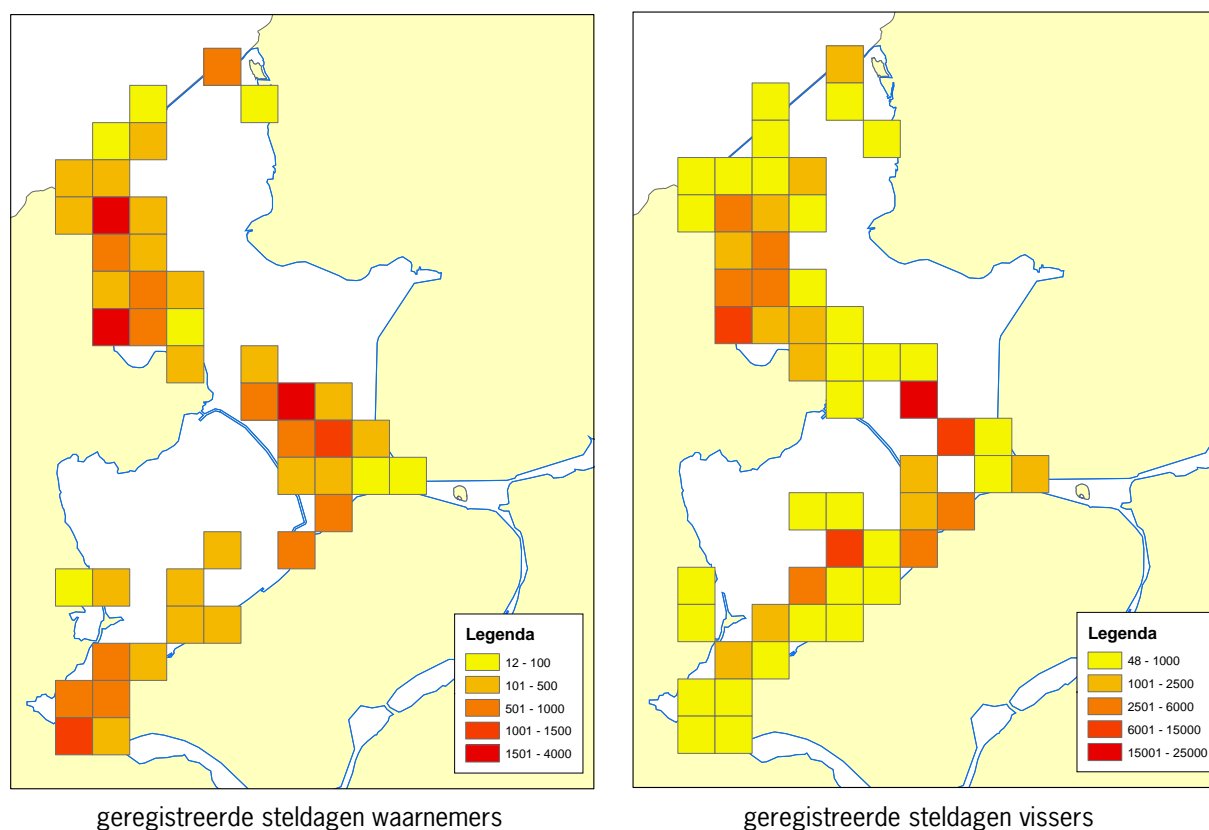 Legenda
12 - 100
101 - 500
501 - 1000
1001 - 1500
1501 - 4000
geregistreerde steldagen waarnemers
Legenda
48 - 1000
1001 - 2500
2501 - 6000
6001 - 15000
15001 - 25000
geregistreerde steldagen vissers